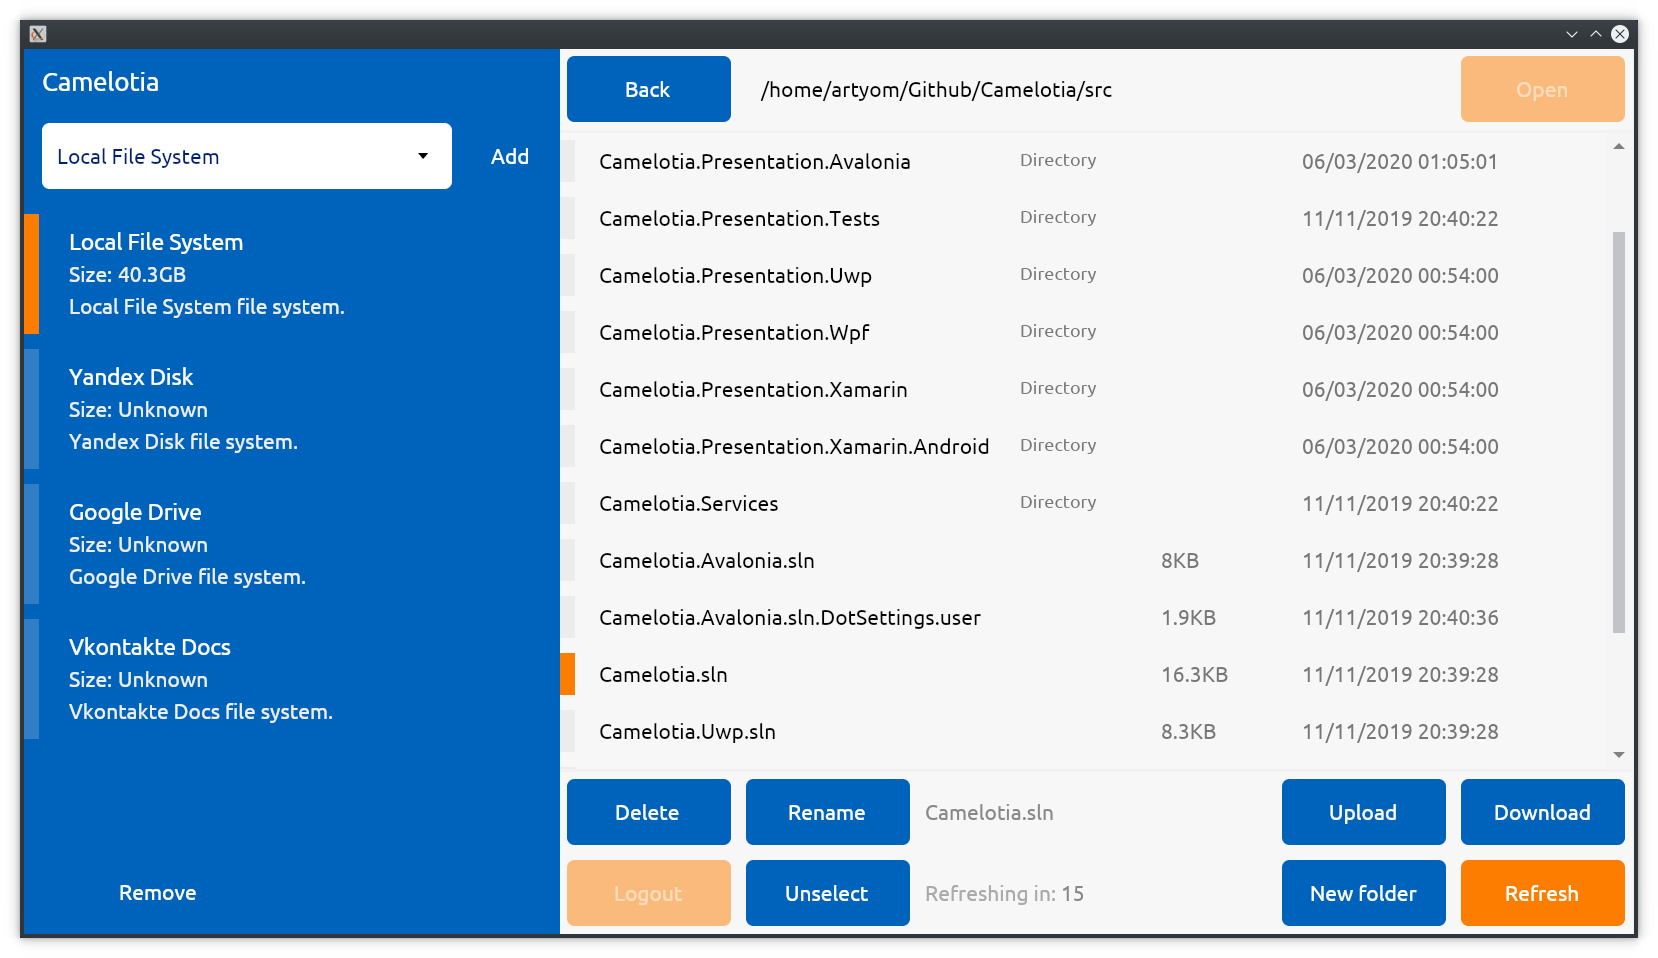 Camelotia
Local File System
Add
Local File System
Size: 40.3GB
Local File System file system.
Yandex Disk
Size: Unknown
Yandex Disk file system.
Google Drive
Size: Unknown
Google Drive file system.
Vkontakte Docs
Size: Unknown
Vkontakte Docs file system.
Remove
Back /home/artyom/Github/Camelotia/src Open
Camelotia.Presentation.Avalonia Directory 06/03/2020 01:05:01
Camelotia.Presentation.Tests Directory 11/11/2019 20:40:22
Camelotia.Presentation.Uwp Directory 06/03/2020 00:54:00
Camelotia.Presentation.Wpf Directory 06/03/2020 00:54:00
Camelotia.Presentation.Xamarin Directory 06/03/2020 00:54:00
Camelotia.Presentation.Xamarin.Android Directory 06/03/2020 00:54:00
Camelotia.Services Directory 11/11/2019 20:40:22
Camelotia.Avalonia.sln 8KB 11/11/2019 20:39:28
Camelotia.Avalonia.sln.DotSettings.user 1.9KB 11/11/2019 20:40:36
Camelotia.sln 16.3KB 11/11/2019 20:39:28
Camelotia.Uwp.sln 8.3KB 11/11/2019 20:39:28
Delete Rename Camelotia.sln Upload Download
Logout Unselect Refreshing in: 15 New folder Refresh